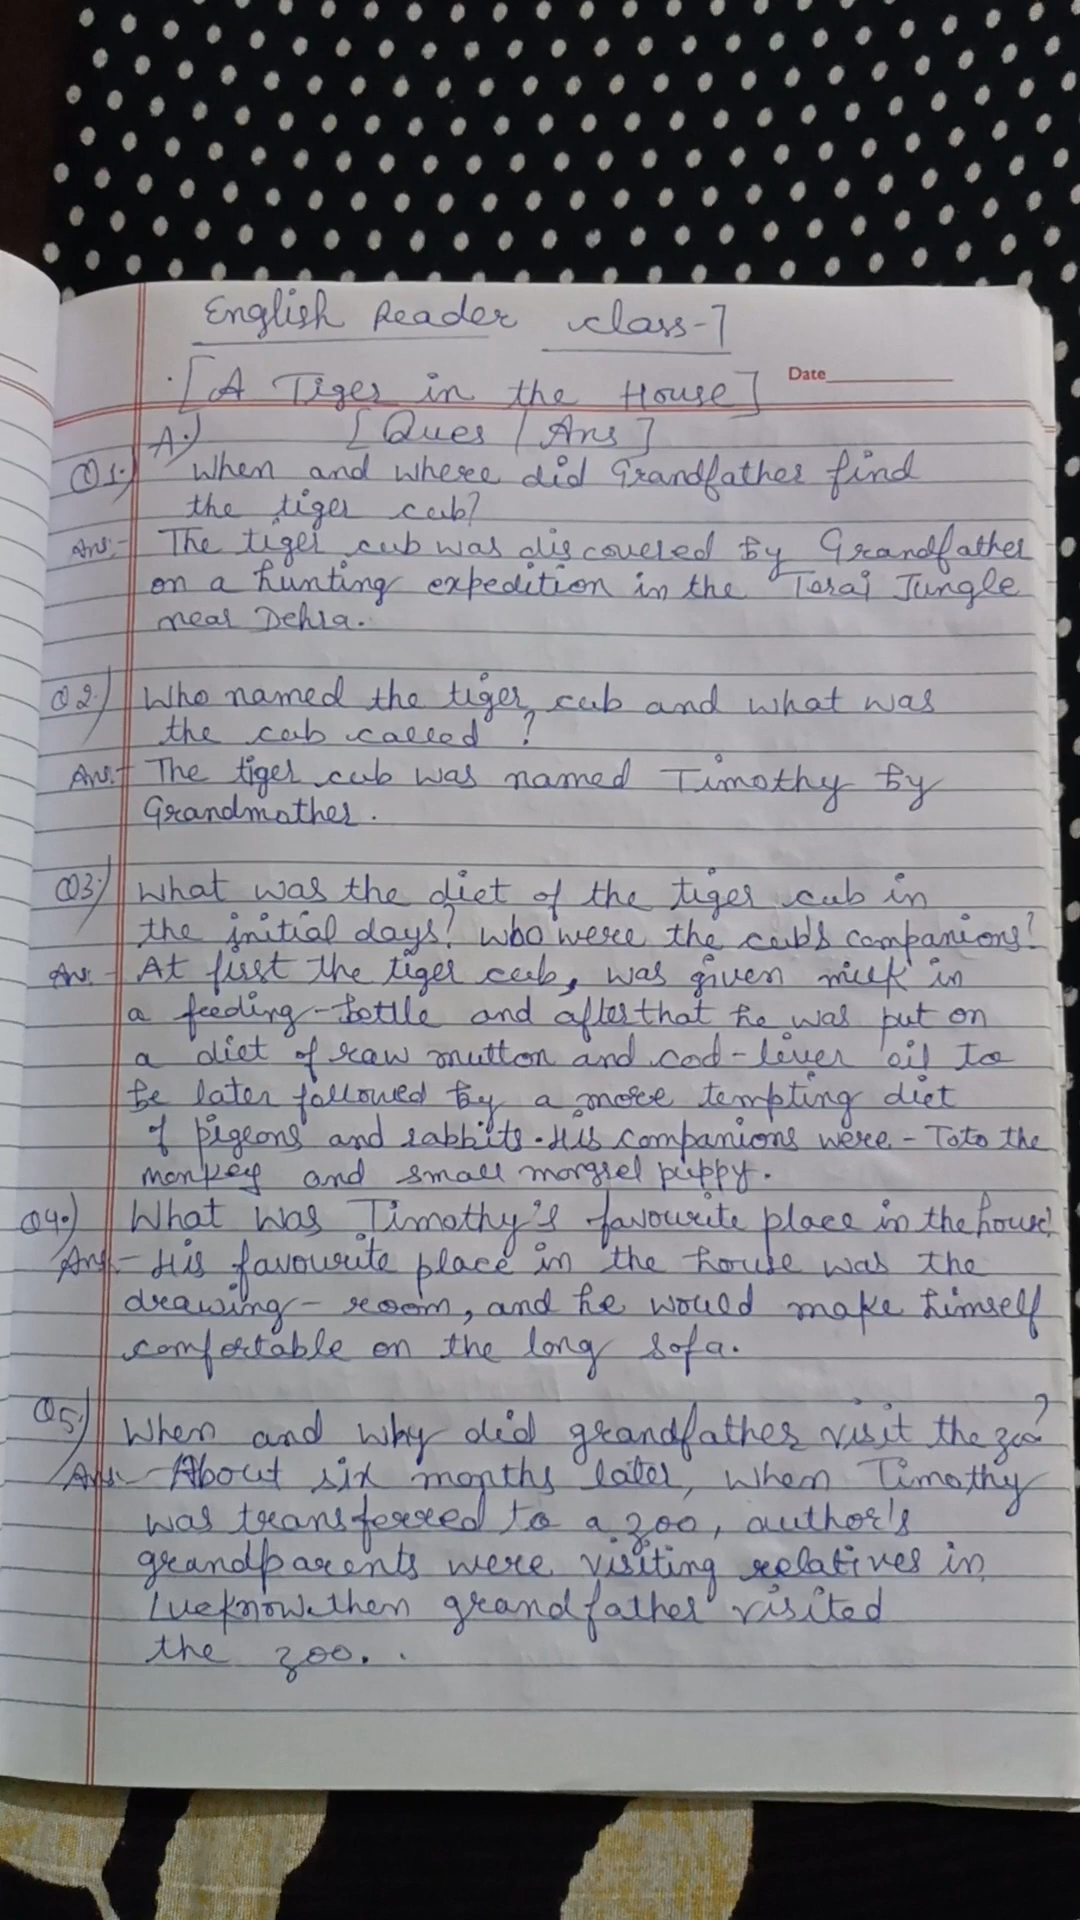 English Reader class-7
[A Tiger in the House]
Date
A.) [Ques / Ans]
Q1.) When and where did Grandfather find
the tiger cub?
Ans:- The tiger cub was discovered by Grandfather
on a hunting expedition in the Terai Jungle
near Dehra.
Q2.) Who named the tiger cub and what was
the cub called?
Ans:- The tiger cub was named Timothy by
Grandmother.
Q3.) What was the diet of the tiger cub in
the initial days? Who were the cub's companions?
Ans. - At first the tiger cub, was given milk in
a feeding-bottle and after that he was put on
a diet of raw mutton and cod-liver oil to
be later followed by a more tempting diet
of pigeons and rabbits. His companions were - Toto the
monkey and small mongrel puppy.
Q4.) What was Timothy's favourite place in the house?
Ans - His favourite place in the house was the
drawing-room, and he would make himself
comfortable on the long sofa.
Q5.) When and why did grandfather visit the zoo?
Ans. - About six months later, when Timothy
was transferred to a zoo, author's
grandparents were visiting relatives in
Lucknow.then grandfather visited
the zoo..